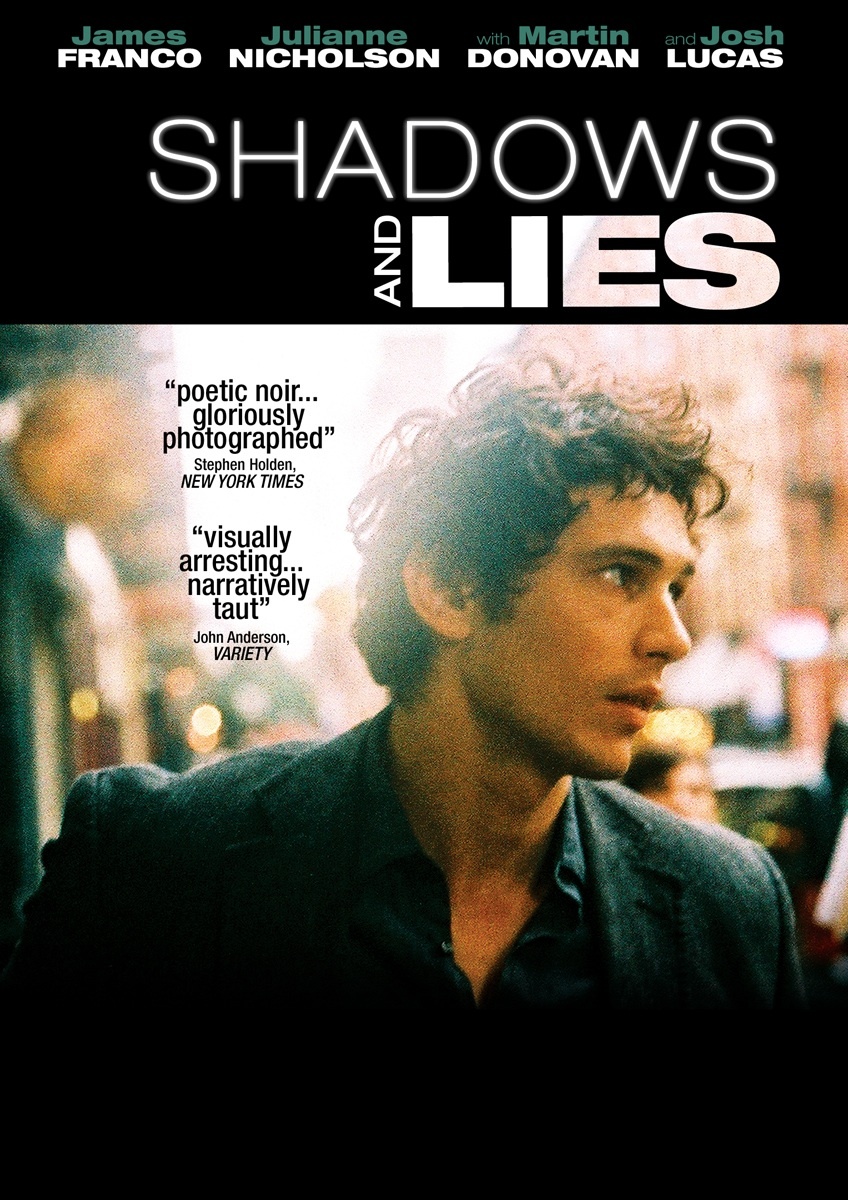 James Julianne with Martin and Josh
FRANCO NICHOLSON DONOVAN LUCAS
SHADOWS
AND LIES
“poetic noir...
gloriously
photographed”
Stephen Holden,
NEW YORK TIMES
“visually
arresting...
narratively
taut”
John Anderson,
VARIETY